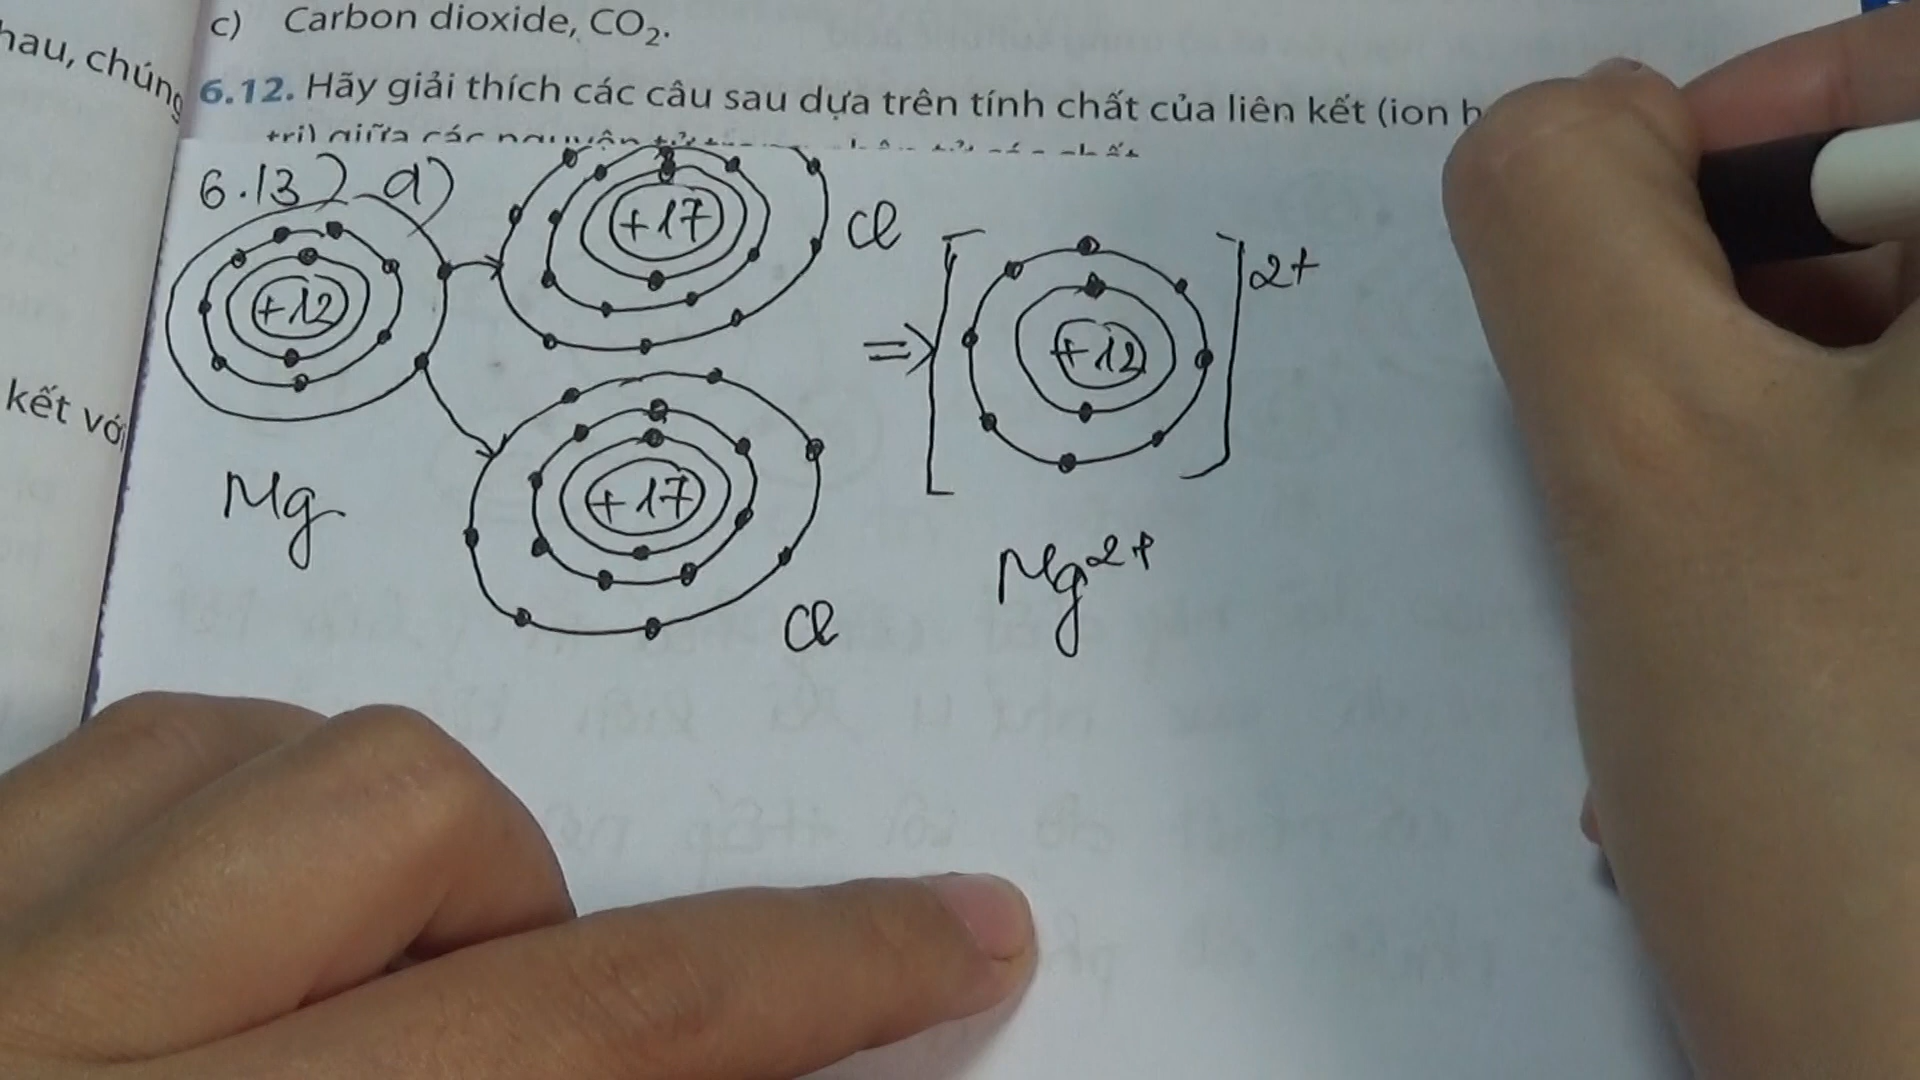 c) Carbon dioxide, CO₂.
hau, chúng
6.12. Hãy giải thích các câu sau dựa trên tính chất của liên kết (ion h
kết với
6.13) a)
+17
Cl
+12
Mg
+17
Cl
=> [ +12 ]²⁺
Mg²⁺